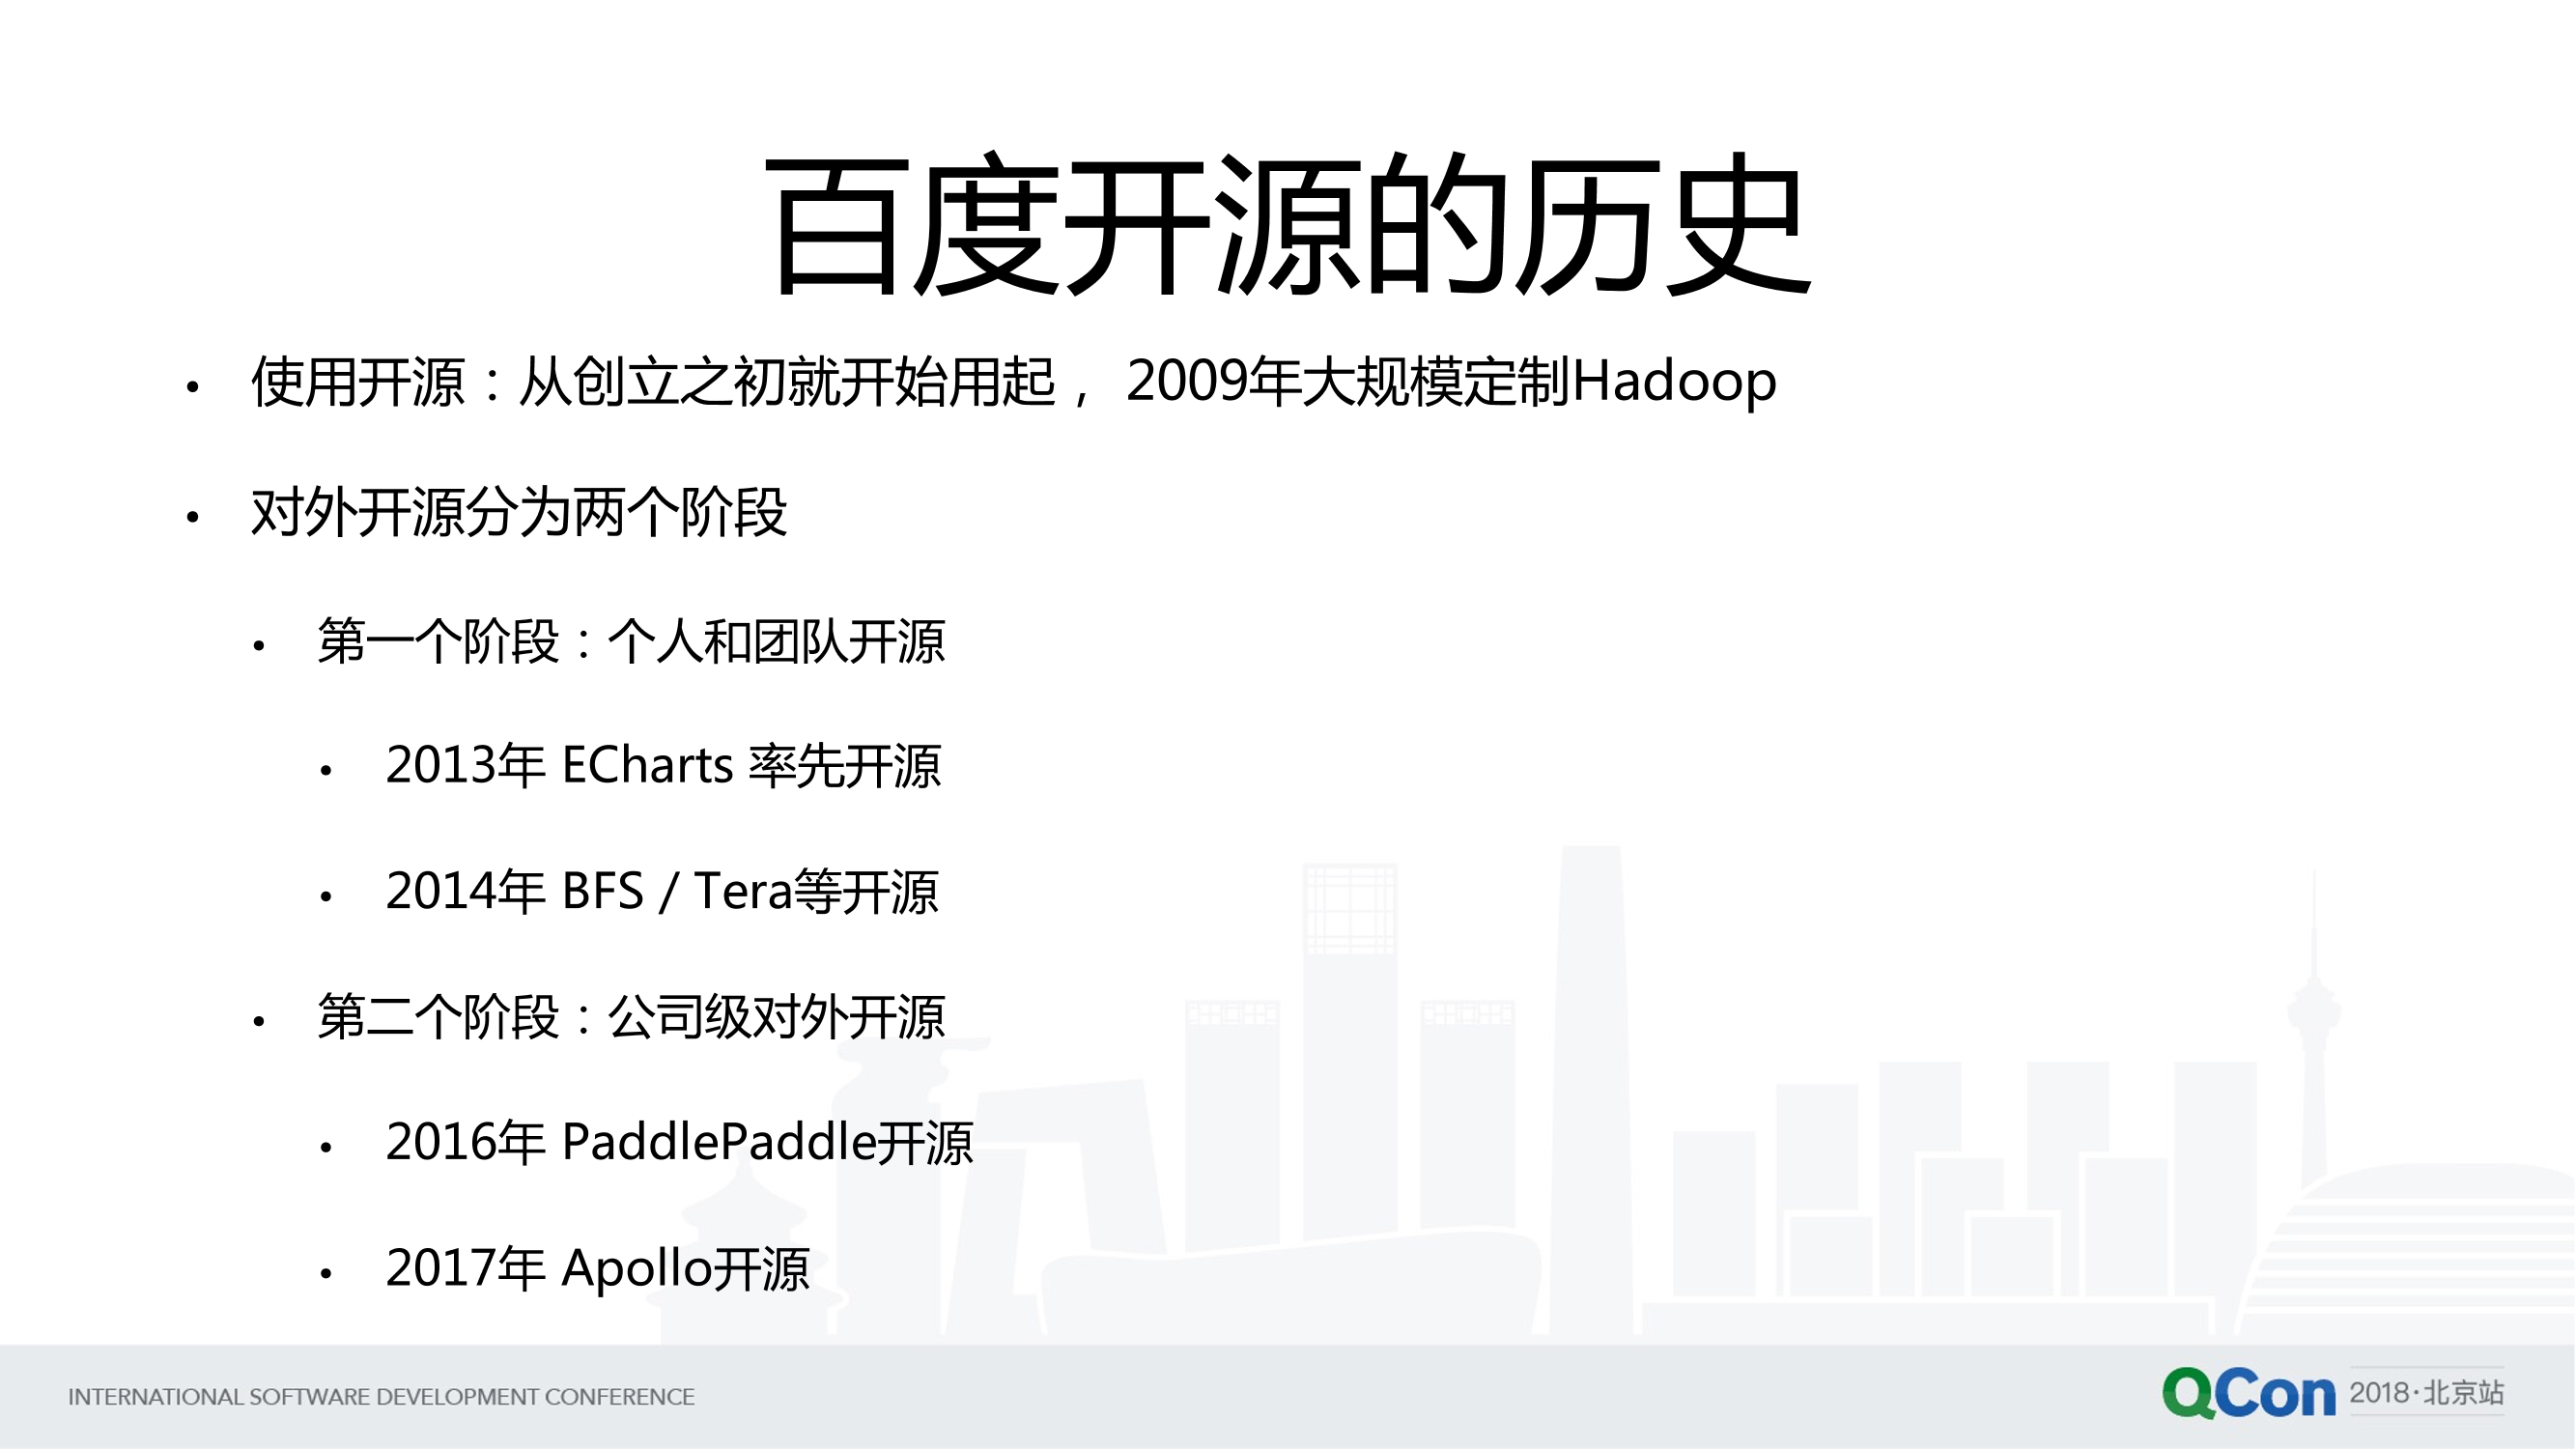 百度开源的历史
• 使用开源：从创立之初就开始用起， 2009年大规模定制Hadoop
• 对外开源分为两个阶段
• 第一个阶段：个人和团队开源
• 2013年 ECharts 率先开源
• 2014年 BFS / Tera等开源
• 第二个阶段：公司级对外开源
• 2016年 PaddlePaddle开源
• 2017年 Apollo开源
INTERNATIONAL SOFTWARE DEVELOPMENT CONFERENCE
QCon 2018·北京站